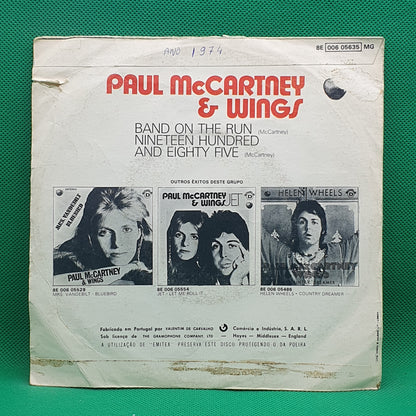 ANO 1974
8E 006 05635 MG
PAUL McCARTNEY
& WINGS
BAND ON THE RUN (McCartney)
NINETEEN HUNDRED
AND EIGHTY FIVE (McCartney)
OUTROS ÊXITOS DESTE GRUPO
MRS. VANDEBILT
BLUEBIRD
PAUL McCARTNEY
& WINGS
PAUL McCARTNEY
& WINGS JET
HELEN WHEELS
8E 006 05529
MRS. VANDEBILT - BLUEBIRD
8E 006 05554
JET - LET ME ROLL IT
8E 006 05486
HELEN WHEELS - COUNTRY DREAMER
Fabricado em Portugal por VALENTIM DE CARVALHO Comércio e Indústria, S. A. R. L.
Sob licença de THE GRAMOPHONE COMPANY, LTD. — Hayes - Middlesex - England
A UTILIZAÇÃO DE "EMITEX" PRESERVA ESTE DISCO PROTEGENDO-O DA POEIRA